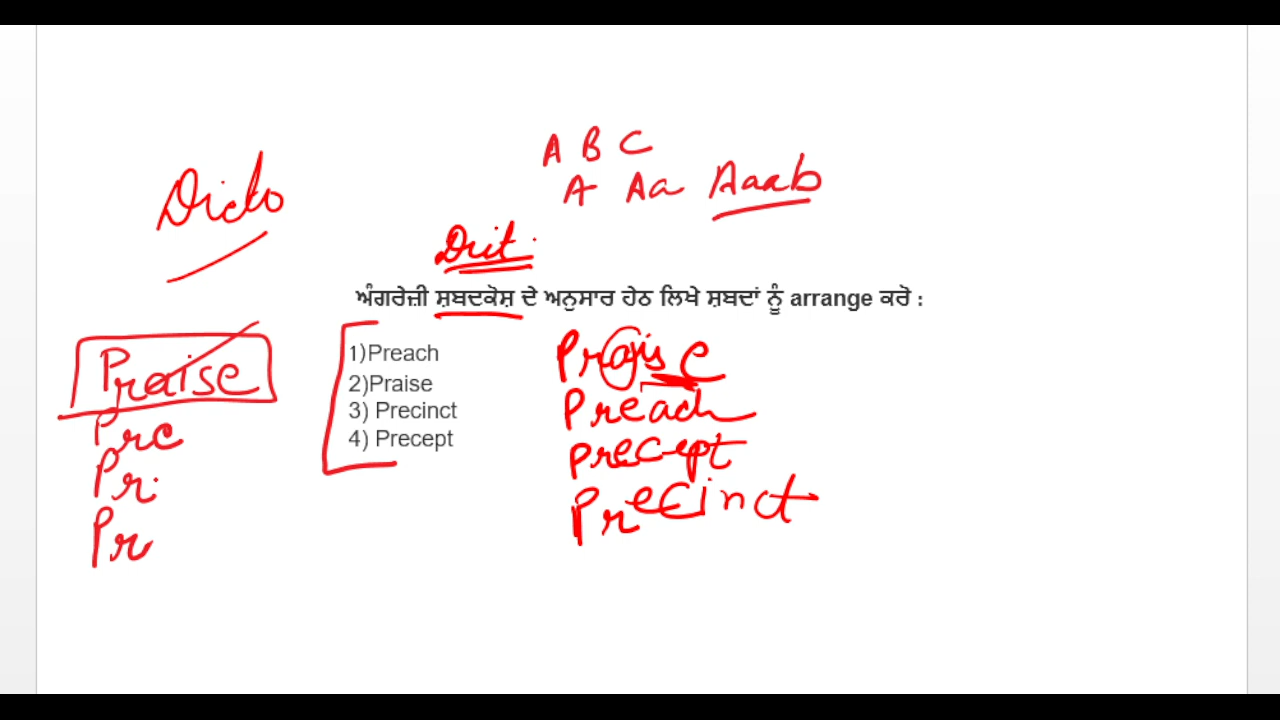 A B C
A Aa Aaab
Dicto
Dict.
ਅੰਗਰੇਜ਼ੀ ਸ਼ਬਦਕੋਸ਼ ਦੇ ਅਨੁਸਾਰ ਹੇਠ ਲਿਖੇ ਸ਼ਬਦਾਂ ਨੂੰ arrange ਕਰੋ :
1)Preach
2)Praise
3) Precinct
4) Precept
Praise
Pre
Pr
Pr
Praise
Preach
Precept
Precinct